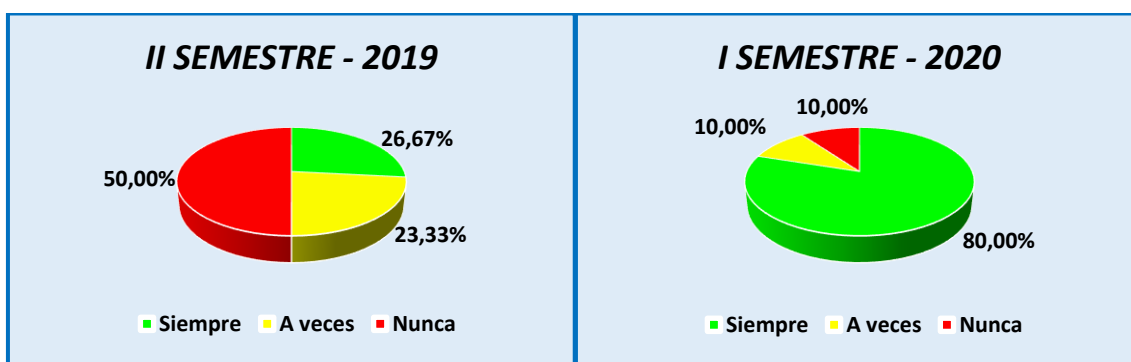 II SEMESTRE - 2019
26,67%
50,00%
23,33%
Siempre A veces Nunca
I SEMESTRE - 2020
10,00%
10,00%
80,00%
Siempre A veces Nunca